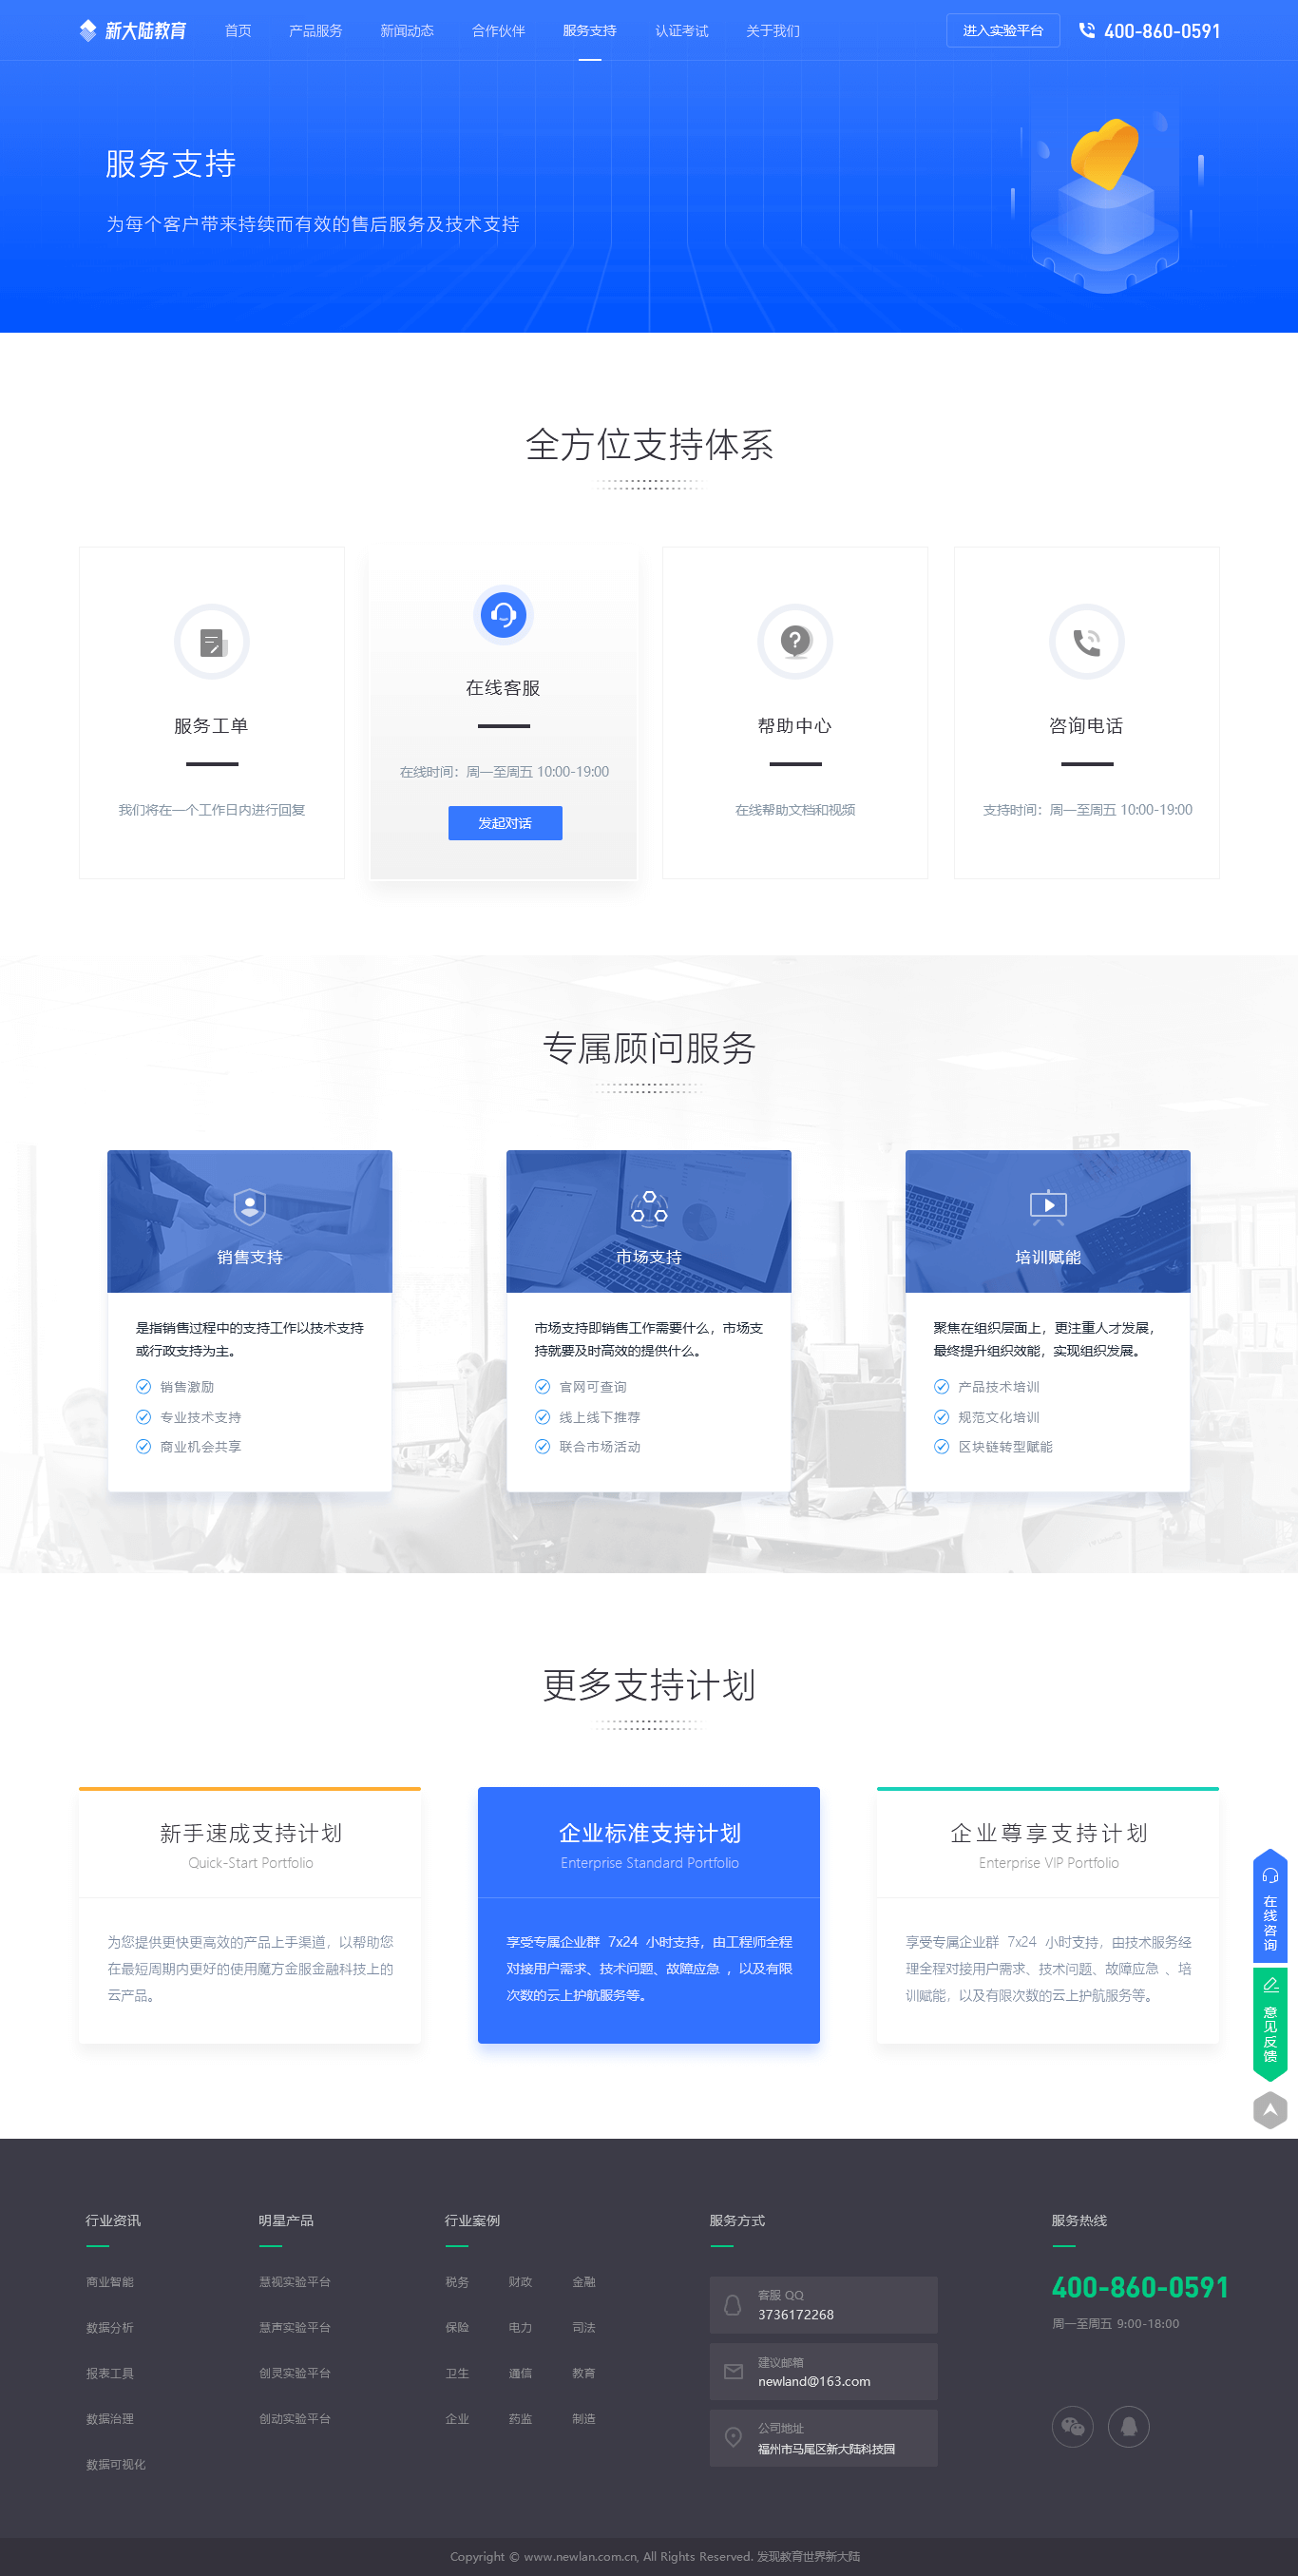 新大陆教育 首页 产品服务 新闻动态 合作伙伴 服务支持 认证考试 关于我们 进入实验平台 400-860-0591
服务支持
为每个客户带来持续而有效的售后服务及技术支持
全方位支持体系
服务工单
我们将在一个工作日内进行回复
在线客服
在线时间：周一至周五 10:00-19:00
发起对话
帮助中心
在线帮助文档和视频
咨询电话
支持时间：周一至周五 10:00-19:00
专属顾问服务
销售支持
是指销售过程中的支持工作以技术支持
或行政支持为主。
销售激励
专业技术支持
商业机会共享
市场支持
市场支持即销售工作需要什么，市场支
持就要及时高效的提供什么。
官网可查询
线上线下推荐
联合市场活动
培训赋能
聚焦在组织层面上，更注重人才发展，
最终提升组织效能，实现组织发展。
产品技术培训
规范文化培训
区块链转型赋能
更多支持计划
新手速成支持计划
Quick-Start Portfolio
为您提供更快更高效的产品上手渠道，以帮助您
在最短周期内更好的使用魔方金服金融科技上的
云产品。
企业标准支持计划
Enterprise Standard Portfolio
享受专属企业群 7x24 小时支持，由工程师全程
对接用户需求、技术问题、故障应急 ，以及有限
次数的云上护航服务等。
企业尊享支持计划
Enterprise VIP Portfolio
享受专属企业群 7x24 小时支持，由技术服务经
理全程对接用户需求、技术问题、故障应急 、培
训赋能，以及有限次数的云上护航服务等。
在线咨询
意见反馈
行业资讯
商业智能
数据分析
报表工具
数据治理
数据可视化
明星产品
慧视实验平台
慧声实验平台
创灵实验平台
创动实验平台
行业案例
税务 财政 金融
保险 电力 司法
卫生 通信 教育
企业 药监 制造
服务方式
客服 QQ
3736172268
建议邮箱
newland@163.com
公司地址
福州市马尾区新大陆科技园
服务热线
400-860-0591
周一至周五 9:00-18:00
Copyright © www.newlan.com.cn, All Rights Reserved. 发现教育世界新大陆